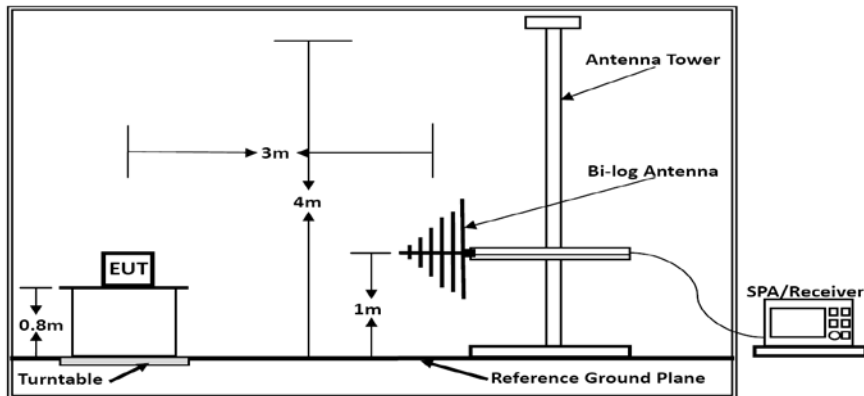 Antenna Tower
3m
Bi-log Antenna
4m
EUT
SPA/Receiver
1m
0.8m
Turntable
Reference Ground Plane